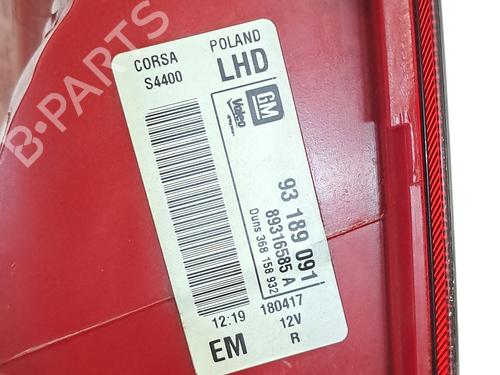 B-PARTS
CORSA POLAND
S4400 LHD
Valeo GM
93 189 091
89316585 A
Duns 368 158 932
12:19 180417
12V
EM R